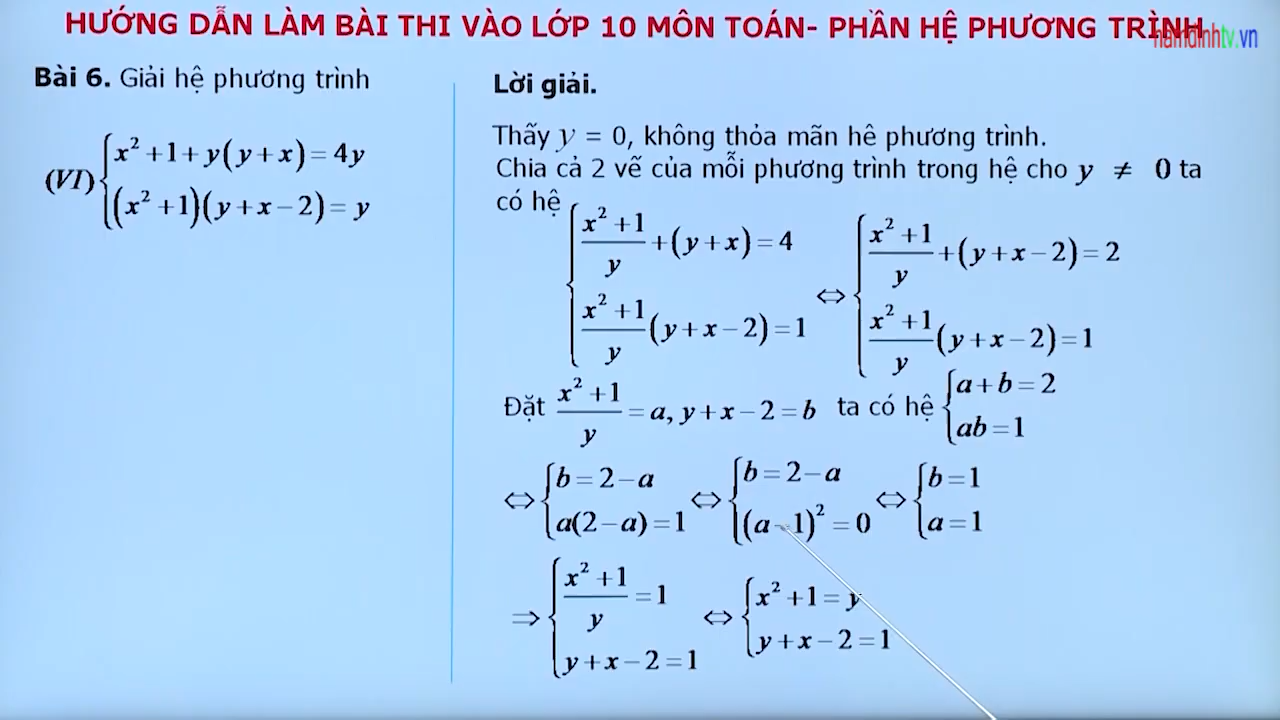 HƯỚNG DẪN LÀM BÀI THI VÀO LỚP 10 MÔN TOÁN- PHẦN HỆ PHƯƠNG TRÌNH
namdinhtv.vn
Bài 6. Giải hệ phương trình
(VI) { x² +1+ y(y+x)= 4y
(x² +1)(y+x−2)= y
Lời giải.
Thấy y = 0, không thỏa mãn hê phương trình.
Chia cả 2 vế của mỗi phương trình trong hệ cho y ≠ 0 ta
có hệ { (x² +1)/y +(y+x)=4 ⇔ { (x² +1)/y +(y+x−2)=2
(x² +1)/y (y+x−2)=1 (x² +1)/y (y+x−2)=1
Đặt (x² +1)/y = a, y+x−2=b ta có hệ { a+b=2
ab=1
⇔ { b=2−a ⇔ { b=2−a ⇔ { b=1
a(2−a)=1 (a−1)² =0 a=1
⇒ { (x² +1)/y =1 ⇔ { x² +1= y
y+x−2=1 y+x−2=1